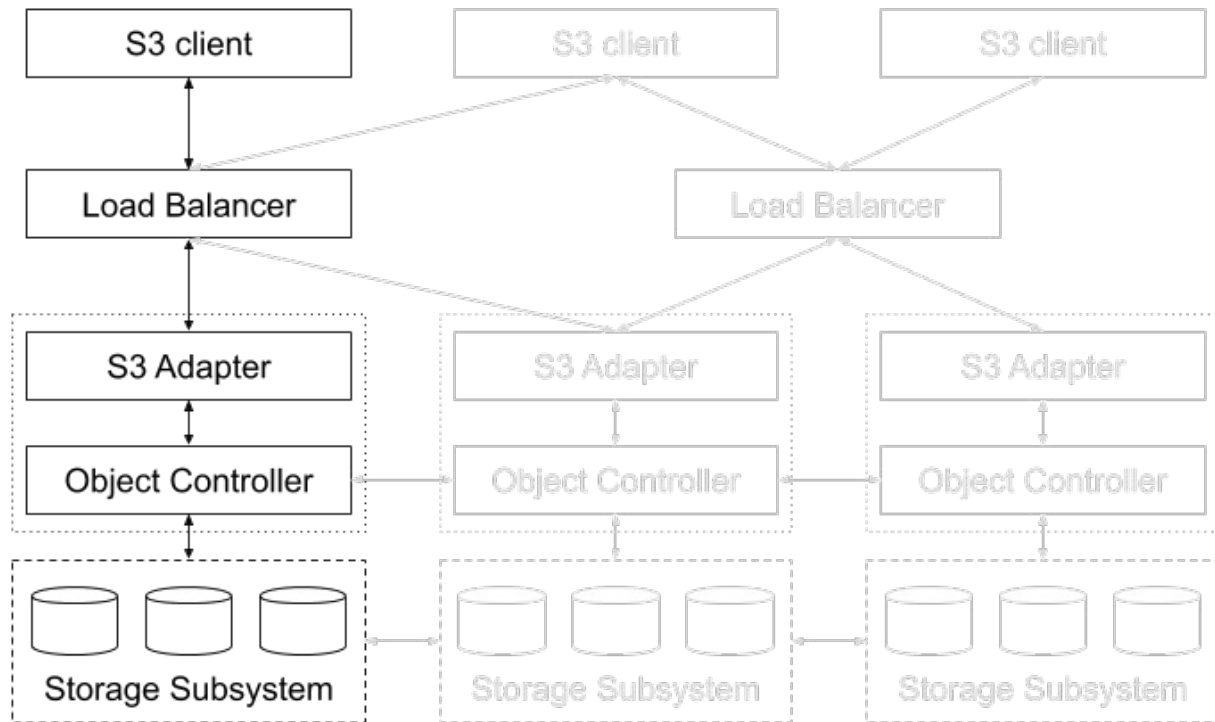 S3 client
S3 client
S3 client
Load Balancer
Load Balancer
S3 Adapter
S3 Adapter
S3 Adapter
Object Controller
Object Controller
Object Controller
Storage Subsystem
Storage Subsystem
Storage Subsystem